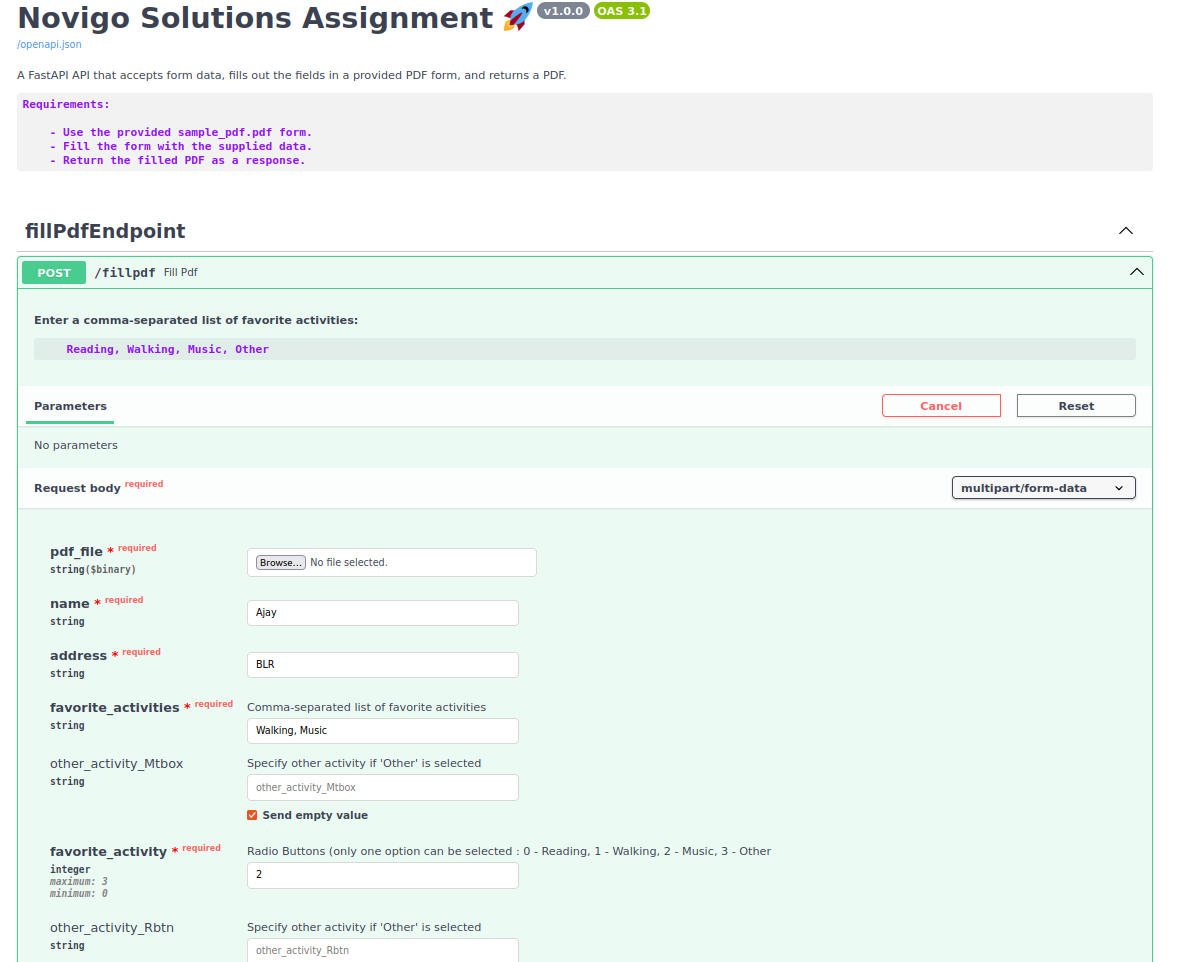 Novigo Solutions Assignment 🚀 v1.0.0 OAS 3.1
/openapi.json
A FastAPI API that accepts form data, fills out the fields in a provided PDF form, and returns a PDF.
Requirements:
- Use the provided sample_pdf.pdf form.
- Fill the form with the supplied data.
- Return the filled PDF as a response.
fillPdfEndpoint
POST /fillpdf Fill Pdf
Enter a comma-separated list of favorite activities:
Reading, Walking, Music, Other
Parameters Cancel Reset
No parameters
Request body required multipart/form-data
pdf_file * required
string($binary)
Browse... No file selected.
name * required
string
Ajay
address * required
string
BLR
favorite_activities * required
string
Comma-separated list of favorite activities
Walking, Music
other_activity_Mtbox
string
Specify other activity if 'Other' is selected
other_activity_Mtbox
Send empty value
favorite_activity * required
integer
maximum: 3
minimum: 0
Radio Buttons (only one option can be selected : 0 - Reading, 1 - Walking, 2 - Music, 3 - Other
2
other_activity_Rbtn
string
Specify other activity if 'Other' is selected
other_activity_Rbtn